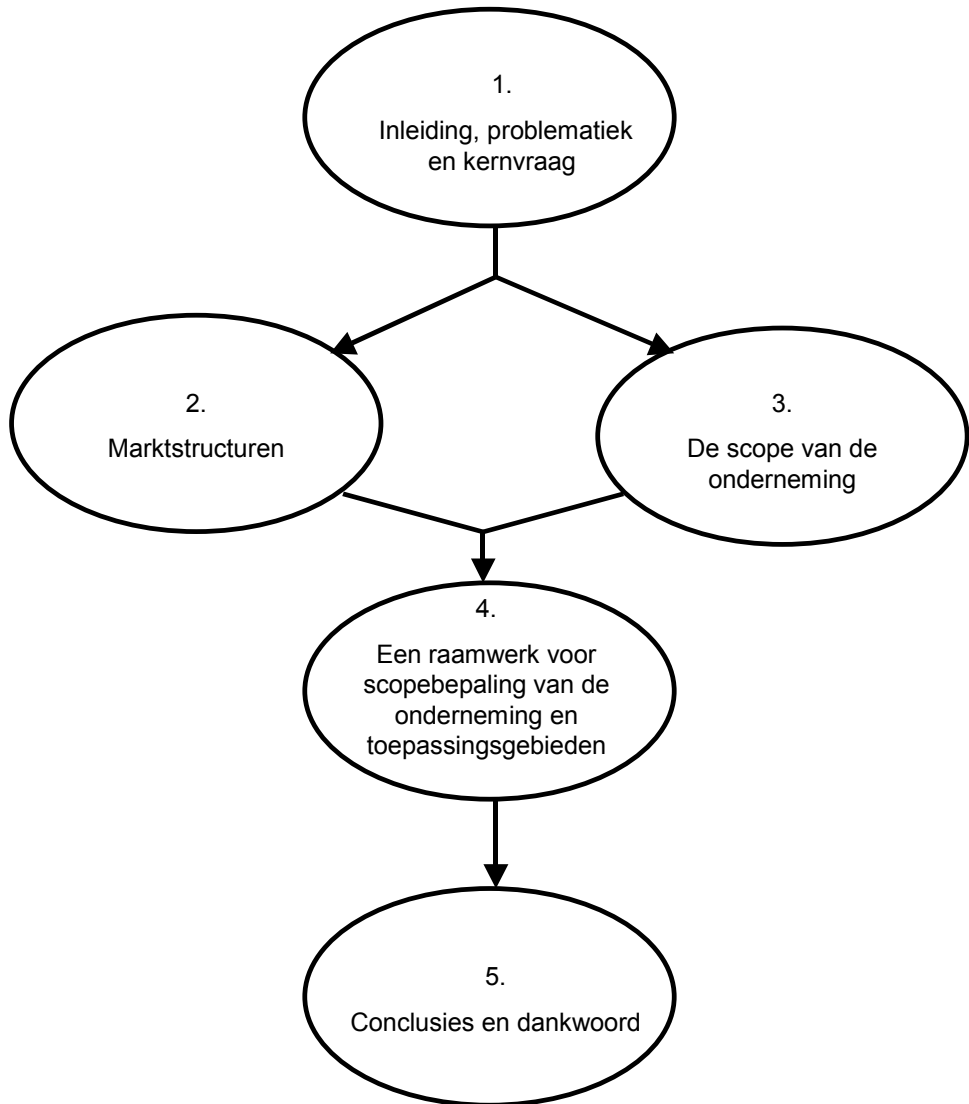 1.
Inleiding, problematiek
en kernvraag
2.
Marktstructuren
3.
De scope van de
onderneming
4.
Een raamwerk voor
scopebepaling van de
onderneming en
toepassingsgebieden
5.
Conclusies en dankwoord